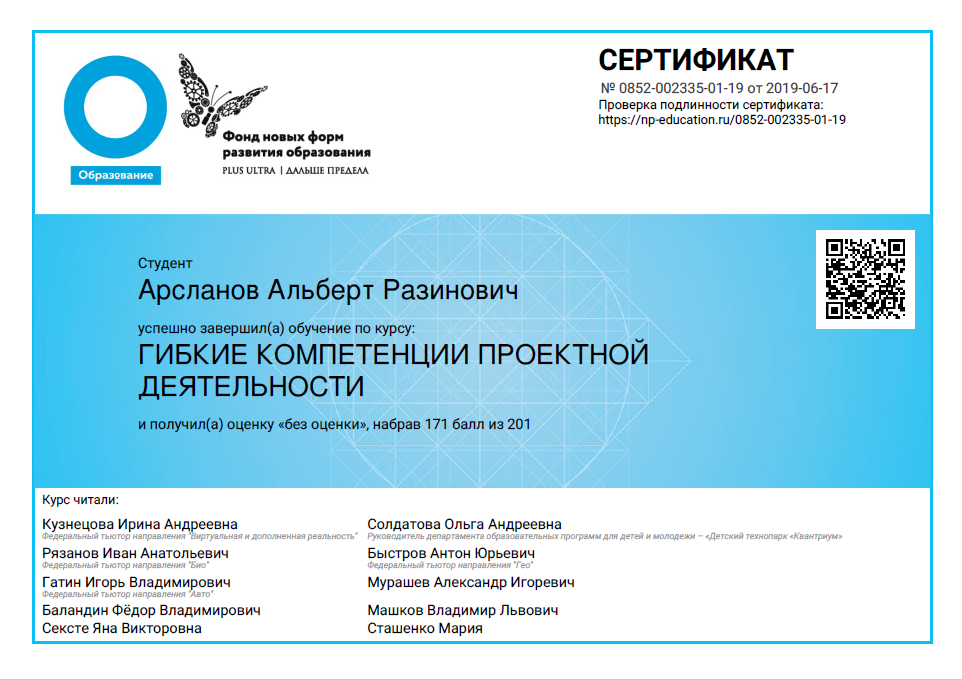 Образование
Фонд новых форм
развития образования
PLUS ULTRA | ДАЛЬШЕ ПРЕДЕЛА
СЕРТИФИКАТ
№ 0852-002335-01-19 от 2019-06-17
Проверка подлинности сертификата:
https://np-education.ru/0852-002335-01-19
Студент
Арсланов Альберт Разинович
успешно завершил(а) обучение по курсу:
ГИБКИЕ КОМПЕТЕНЦИИ ПРОЕКТНОЙ
ДЕЯТЕЛЬНОСТИ
и получил(а) оценку «без оценки», набрав 171 балл из 201
Курс читали:
Кузнецова Ирина Андреевна
Федеральный тьютор направления "Виртуальная и дополненная реальность"
Рязанов Иван Анатольевич
Федеральный тьютор направления "Био"
Гатин Игорь Владимирович
Федеральный тьютор направления "Авто"
Баландин Фёдор Владимирович
Сексте Яна Викторовна
Солдатова Ольга Андреевна
Руководитель департамента образовательных программ для детей и молодежи – «Детский технопарк «Квантриум»
Быстров Антон Юрьевич
Федеральный тьютор направления "Гео"
Мурашев Александр Игоревич
Машков Владимир Львович
Сташенко Мария